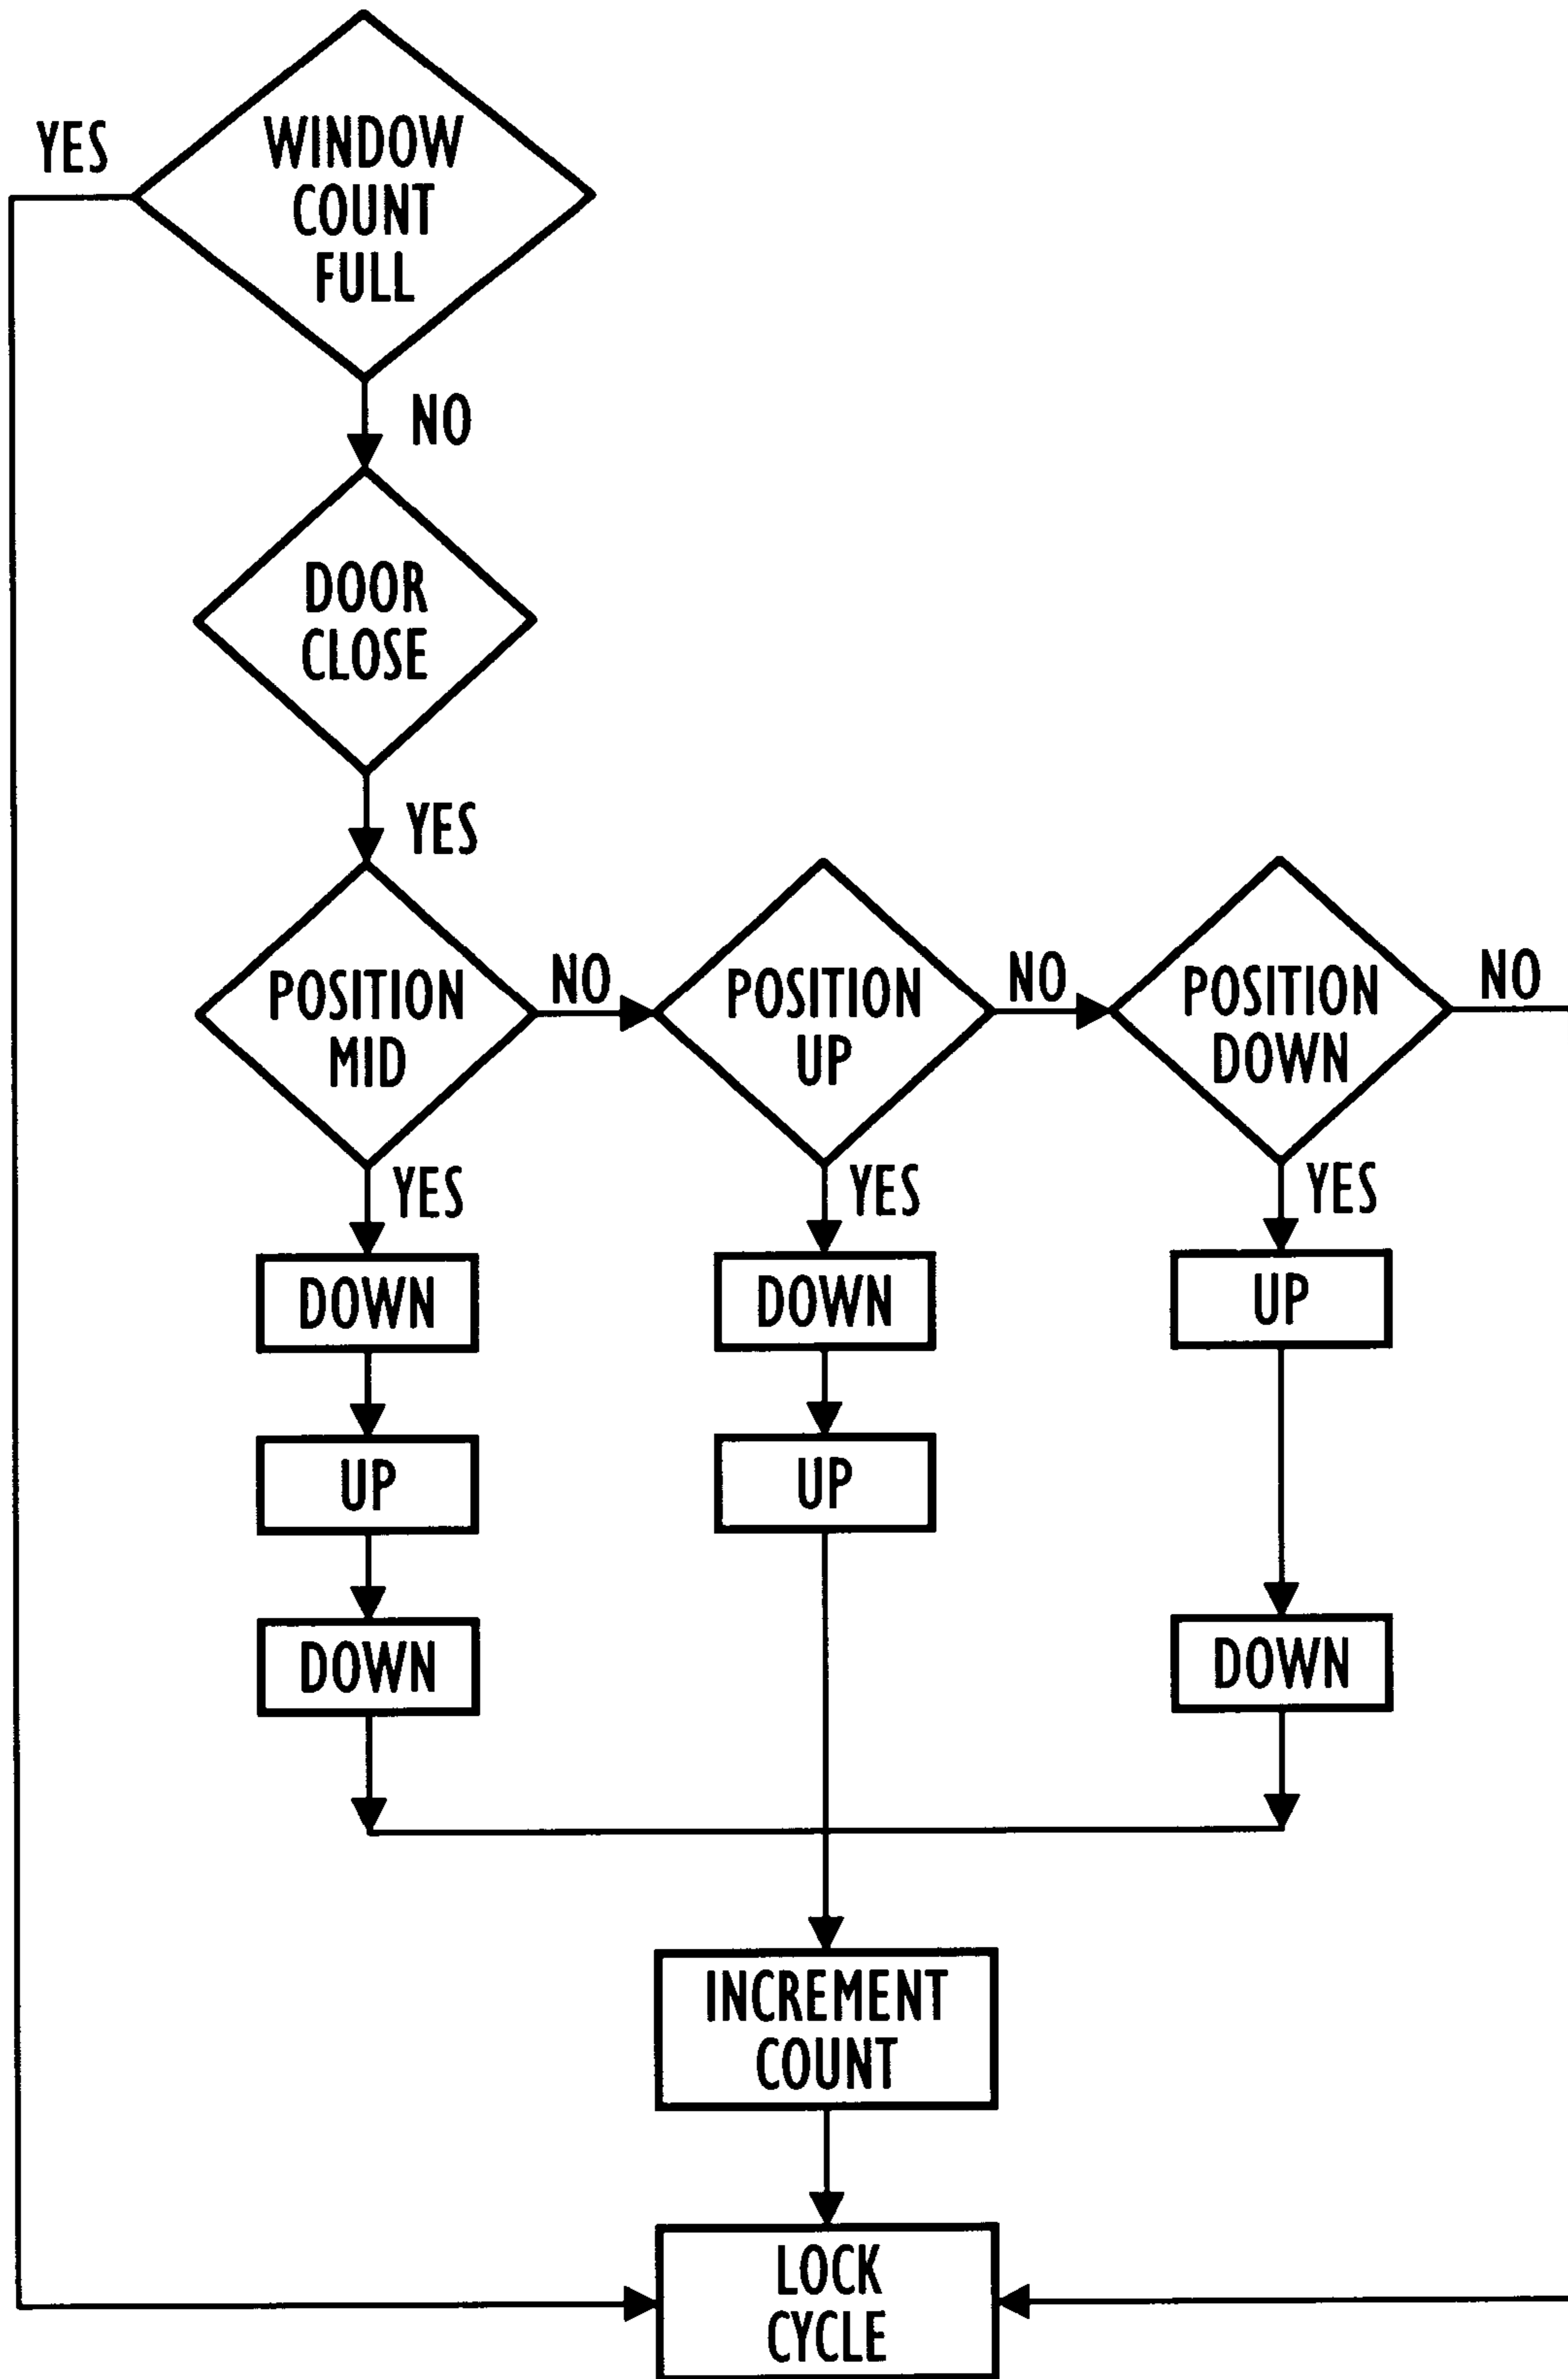 YES
WINDOW
COUNT
FULL
NO
DOOR
CLOSE
YES
POSITION
MID
NO
POSITION
UP
NO
POSITION
DOWN
NO
YES
YES
YES
DOWN
DOWN
UP
UP
UP
DOWN
DOWN
INCREMENT
COUNT
LOCK
CYCLE